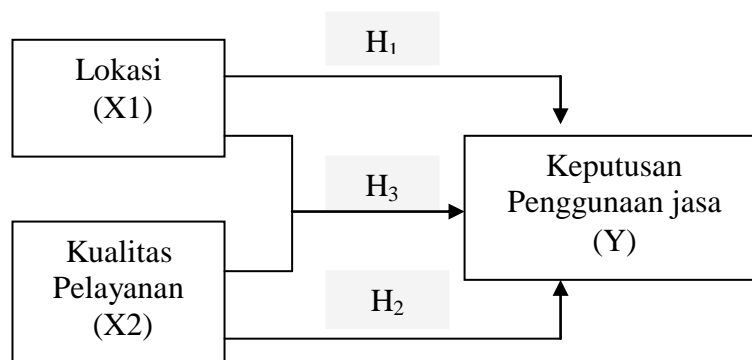 H₁
Lokasi
(X1)
H₃
Keputusan
Penggunaan jasa
(Y)
Kualitas
Pelayanan
(X2)
H₂